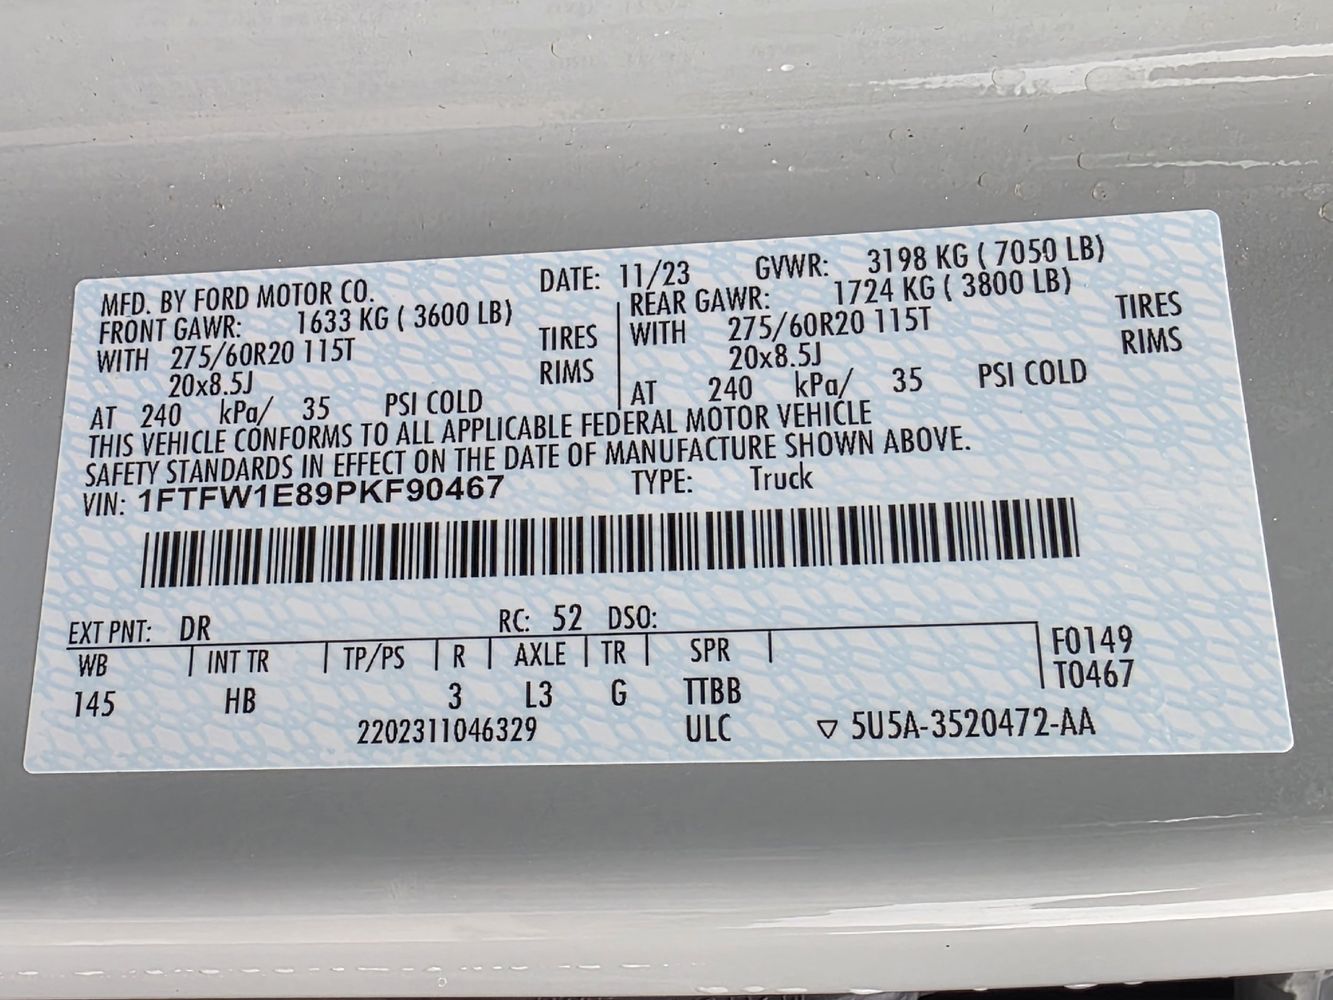 MFD. BY FORD MOTOR CO. DATE: 11/23 GVWR: 3198 KG ( 7050 LB)
FRONT GAWR: 1633 KG ( 3600 LB) REAR GAWR: 1724 KG ( 3800 LB)
WITH 275/60R20 115T TIRES WITH 275/60R20 115T TIRES
20x8.5J RIMS 20x8.5J RIMS
AT 240 kPa/ 35 PSI COLD AT 240 kPa/ 35 PSI COLD
THIS VEHICLE CONFORMS TO ALL APPLICABLE FEDERAL MOTOR VEHICLE
SAFETY STANDARDS IN EFFECT ON THE DATE OF MANUFACTURE SHOWN ABOVE.
VIN: 1FTFW1E89PKF90467 TYPE: Truck
EXT PNT: DR RC: 52 DSO:
WB INT TR TP/PS R AXLE TR SPR F0149
145 HB 3 L3 G TTBB T0467
2202311046329 ULC ▽ 5U5A-3520472-AA